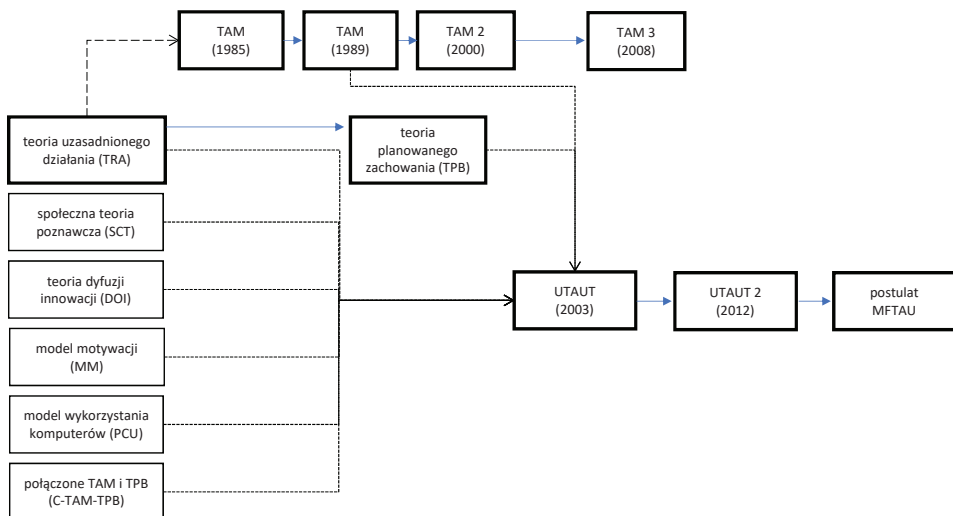 TAM
(1985)
TAM
(1989)
TAM 2
(2000)
TAM 3
(2008)
teoria uzasadnionego
działania (TRA)
teoria
planowanego
zachowania (TPB)
społeczna teoria
poznawcza (SCT)
teoria dyfuzji
innowacji (DOI)
UTAUT
(2003)
UTAUT 2
(2012)
postulat
MFTAU
model motywacji
(MM)
model wykorzystania
komputerów (PCU)
połączone TAM i TPB
(C-TAM-TPB)